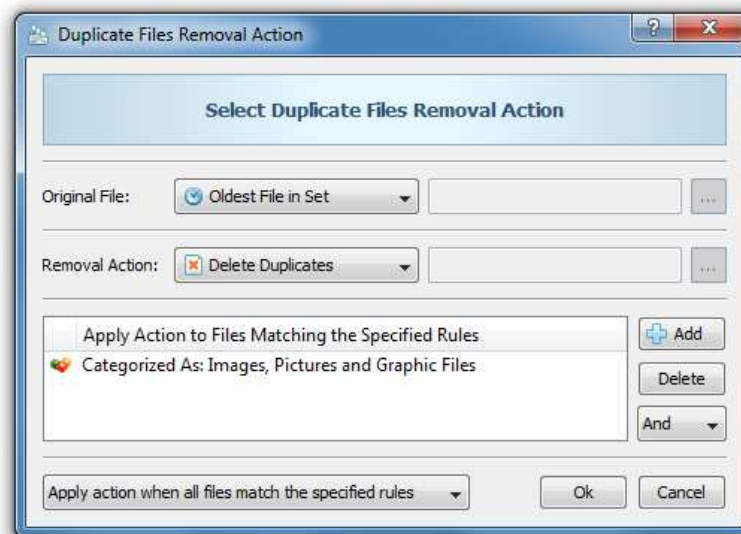 Duplicate Files Removal Action
?
X
Select Duplicate Files Removal Action
Original File:
Oldest File in Set
...
Removal Action:
Delete Duplicates
...
Apply Action to Files Matching the Specified Rules
Add
Categorized As: Images, Pictures and Graphic Files
Delete
And
Apply action when all files match the specified rules
Ok
Cancel